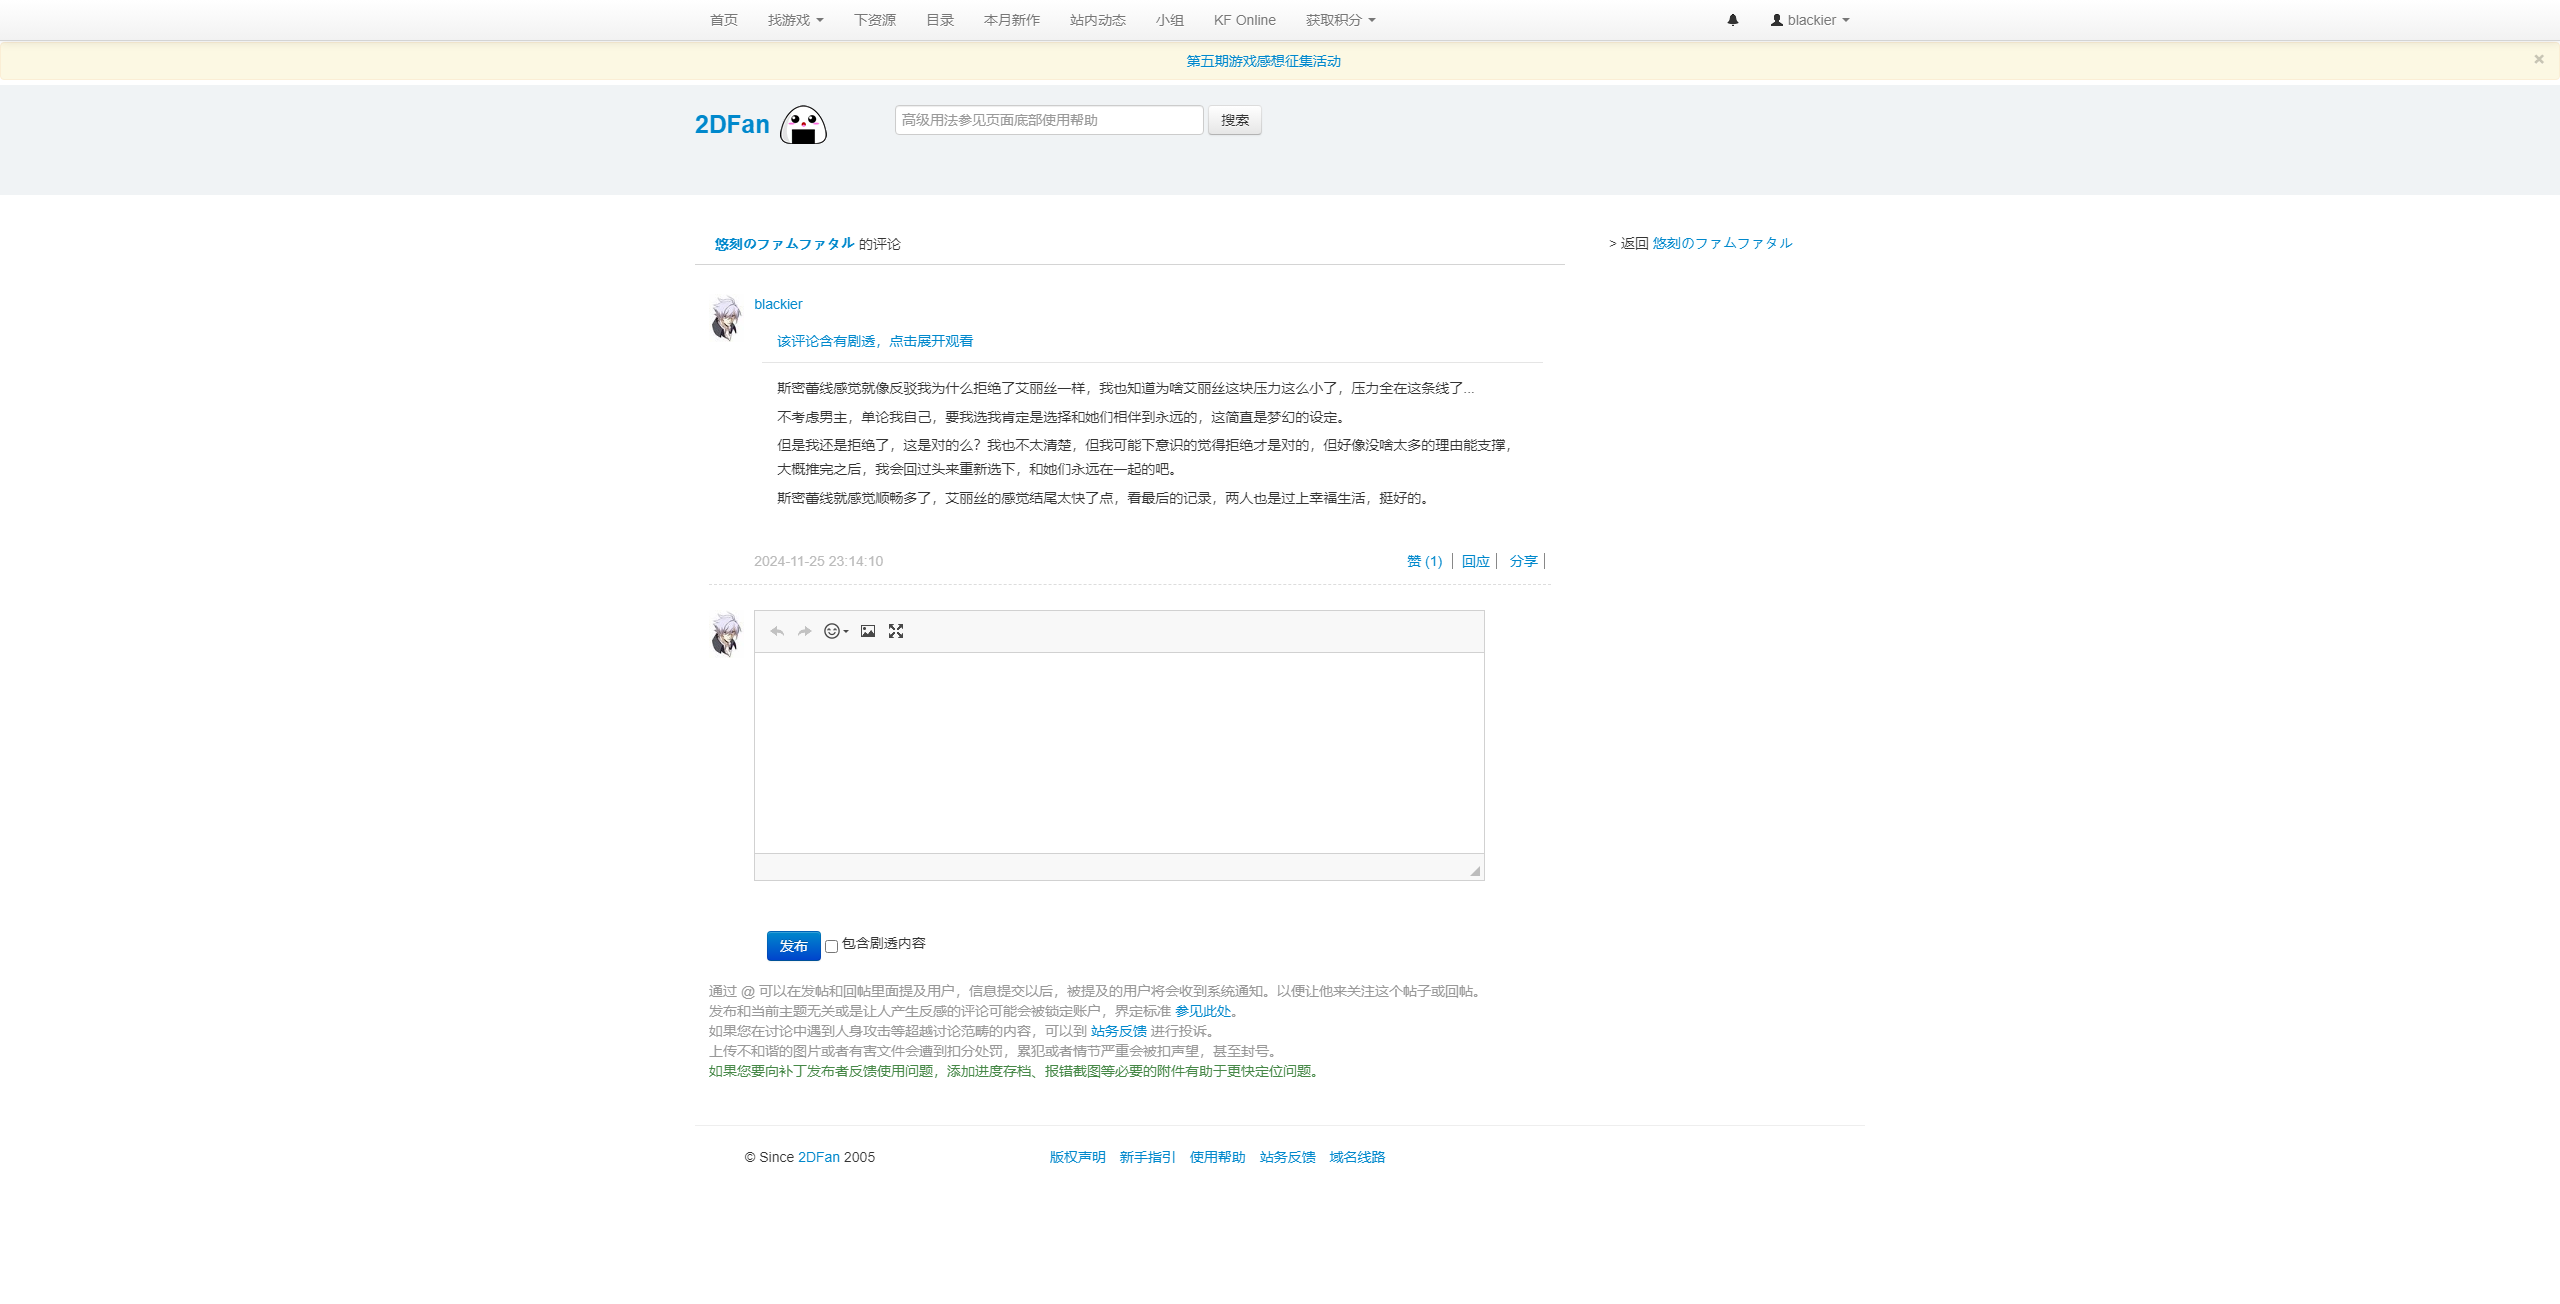 首页 找游戏 下资源 目录 本月新作 站内动态 小组 KF Online 获取积分 blackier
第五期游戏感想征集活动 ×
2DFan 高级用法参见页面底部使用帮助 搜索
悠刻のファムファタル 的评论
> 返回 悠刻のファムファタル
blackier
该评论含有剧透，点击展开观看
斯密蕾线感觉就像反驳我为什么拒绝了艾丽丝一样，我也知道为啥艾丽丝这块压力这么小了，压力全在这条线了...
不考虑男主，单论我自己，要我选我肯定是选择和她们相伴到永远的，这简直是梦幻的设定。
但是我还是拒绝了，这是对的么？我也不太清楚，但我可能下意识的觉得拒绝才是对的，但好像没啥太多的理由能支撑，
大概推完之后，我会回过头来重新选下，和她们永远在一起的吧。
斯密蕾线就感觉顺畅多了，艾丽丝的感觉结尾太快了点，看最后的记录，两人也是过上幸福生活，挺好的。
2024-11-25 23:14:10 赞 (1) 回应 分享
发布 包含剧透内容
通过 @ 可以在发帖和回帖里面提及用户，信息提交以后，被提及的用户将会收到系统通知。以便让他来关注这个帖子或回帖。
发布和当前主题无关或是让人产生反感的评论可能会被锁定账户，界定标准 参见此处。
如果您在讨论中遇到人身攻击等超越讨论范畴的内容，可以到 站务反馈 进行投诉。
上传不和谐的图片或者有害文件会遭到扣分处罚，累犯或者情节严重会被扣声望，甚至封号。
如果您要向补丁发布者反馈使用问题，添加进度存档、报错截图等必要的附件有助于更快定位问题。
© Since 2DFan 2005 版权声明 新手指引 使用帮助 站务反馈 域名线路